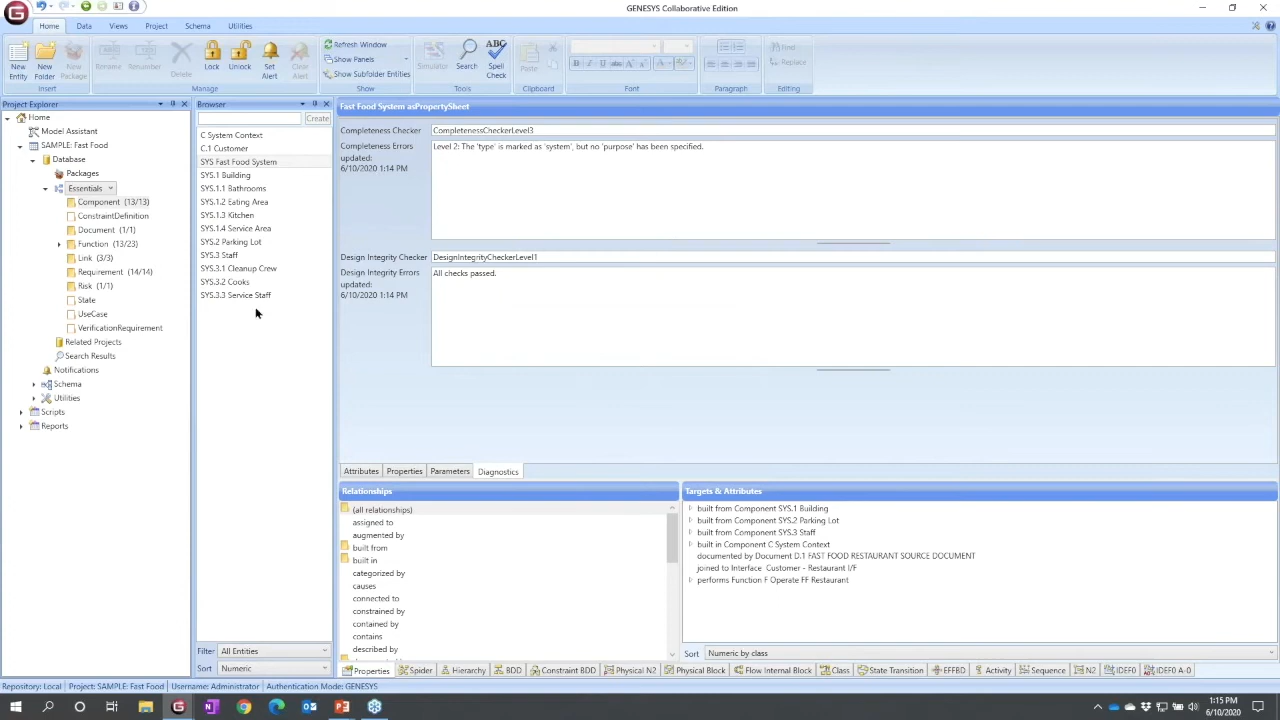 GENESYS Collaborative Edition
Home Data Views Project Schema Utilities
New Entity New Folder New Package Rename Renumber Delete Lock Unlock Set Alert Clear Alert Refresh Window Show Panels Show Subfolder Entities Simulator Search Spell Check Paste Find Replace
Insert Manage Show Tools Clipboard Font Paragraph Editing
Project Explorer
Home
Model Assistant
SAMPLE: Fast Food
Database
Packages
Essentials
Component (13/13)
ConstraintDefinition
Document (1/1)
Function (13/23)
Link (3/3)
Requirement (14/14)
Risk (1/1)
State
UseCase
VerificationRequirement
Related Projects
Search Results
Notifications
Schema
Utilities
Scripts
Reports
Browser
Create
C System Context
C.1 Customer
SYS Fast Food System
SYS.1 Building
SYS.1.1 Bathrooms
SYS.1.2 Eating Area
SYS.1.3 Kitchen
SYS.1.4 Service Area
SYS.2 Parking Lot
SYS.3 Staff
SYS.3.1 Cleanup Crew
SYS.3.2 Cooks
SYS.3.3 Service Staff
Filter All Entities
Sort Numeric
Fast Food System asPropertySheet
Completeness Checker CompletenessCheckerLevel3
Completeness Errors Level 2: The 'type' is marked as 'system', but no 'purpose' has been specified.
updated:
6/10/2020 1:14 PM
Design Integrity Checker DesignIntegrityCheckerLevel1
Design Integrity Errors All checks passed.
updated:
6/10/2020 1:14 PM
Attributes Properties Parameters Diagnostics
Relationships
(all relationships)
assigned to
augmented by
built from
built in
categorized by
causes
connected to
constrained by
contained by
contains
described by
Targets & Attributes
built from Component SYS.1 Building
built from Component SYS.2 Parking Lot
built from Component SYS.3 Staff
built in Component C System Context
documented by Document D.1 FAST FOOD RESTAURANT SOURCE DOCUMENT
joined to Interface Customer - Restaurant I/F
performs Function F Operate FF Restaurant
Sort Numeric by class
Properties Spider Hierarchy BDD Constraint BDD Physical N2 Physical Block Flow Internal Block Class State Transition EFFBD Activity Sequence N2 IDEF0 IDEF0 A-0
Repository: Local Project: SAMPLE: Fast Food Username: Administrator Authentication Mode: GENESYS
1:15 PM
6/10/2020